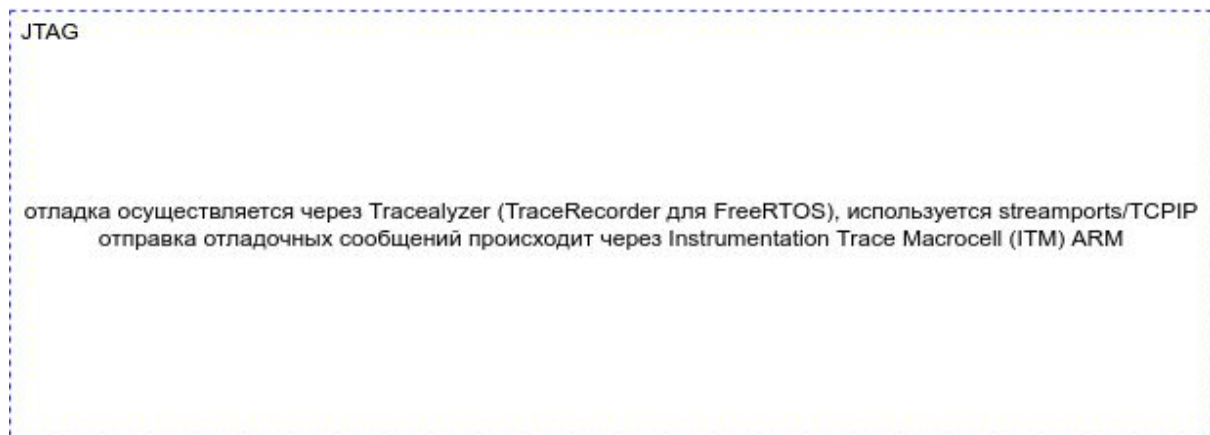 JTAG
отладка осуществляется через Tracealyzer (TraceRecorder для FreeRTOS), используется streamports/TCPIP
отправка отладочных сообщений происходит через Instrumentation Trace Macrocell (ITM) ARM